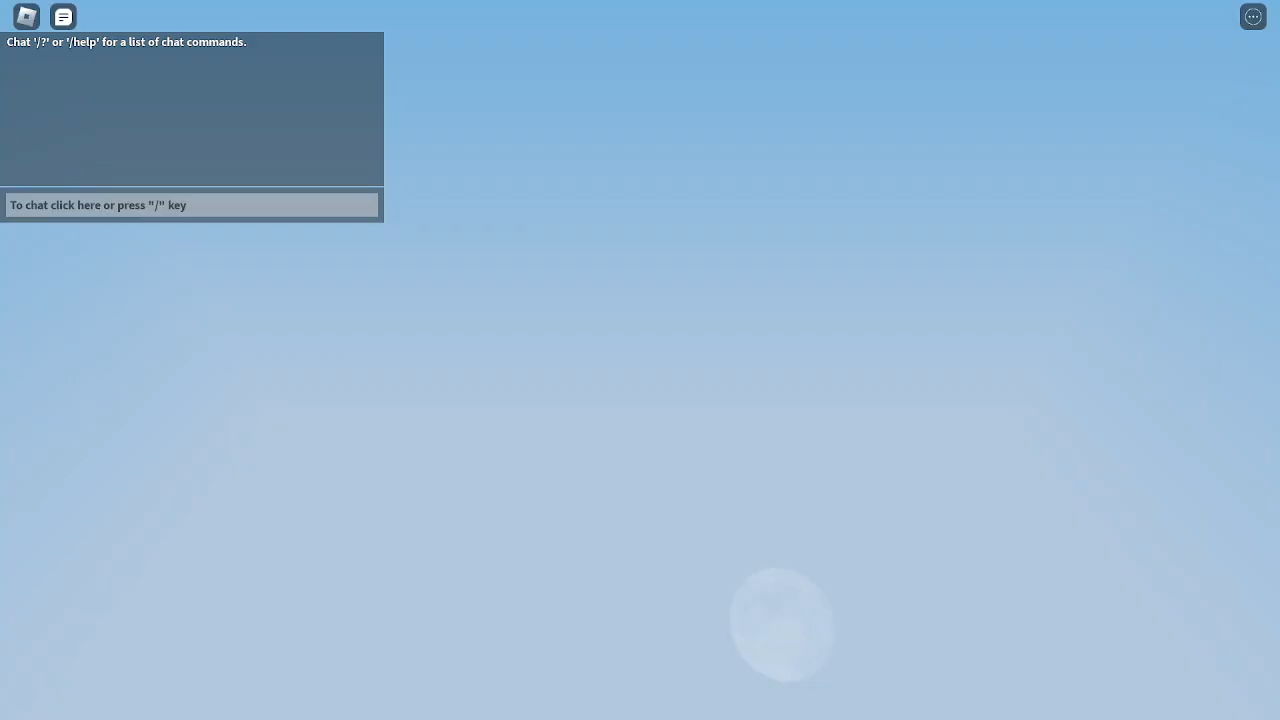 Chat '/?' or '/help' for a list of chat commands.
To chat click here or press "/" key